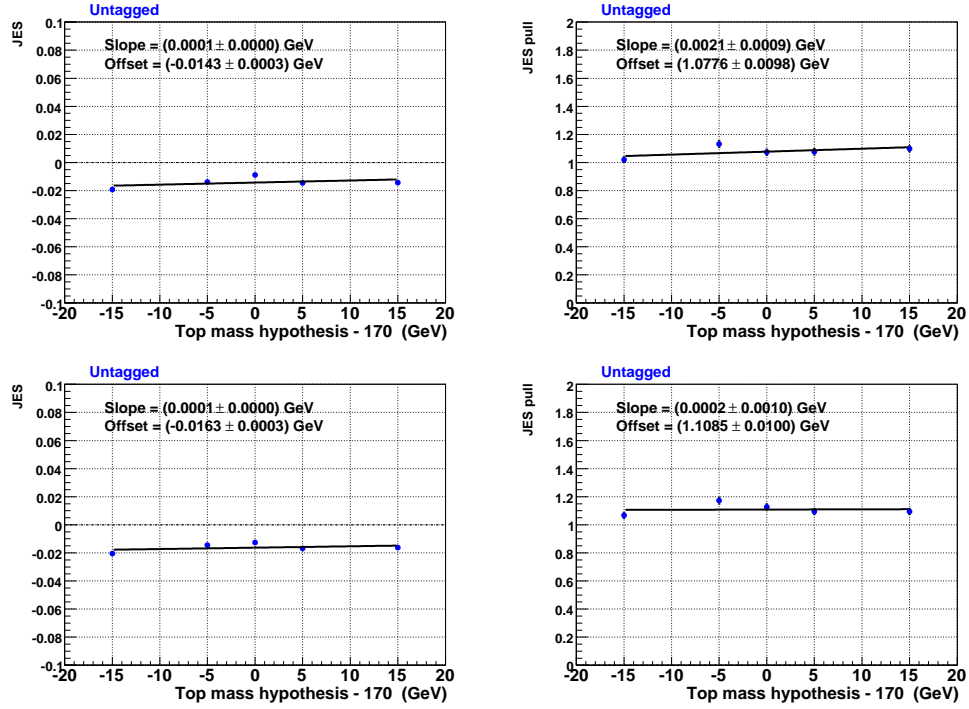 Untagged
JES
Slope = (0.0001 ± 0.0000) GeV
Offset = (-0.0143 ± 0.0003) GeV
0.1
0.08
0.06
0.04
0.02
0
-0.02
-0.04
-0.06
-0.08
-0.1
-20 -15 -10 -5 0 5 10 15 20
Top mass hypothesis - 170 (GeV)
Untagged
JES pull
Slope = (0.0021 ± 0.0009) GeV
Offset = (1.0776 ± 0.0098) GeV
2
1.8
1.6
1.4
1.2
1
0.8
0.6
0.4
0.2
0
-20 -15 -10 -5 0 5 10 15 20
Top mass hypothesis - 170 (GeV)
Untagged
JES
Slope = (0.0001 ± 0.0000) GeV
Offset = (-0.0163 ± 0.0003) GeV
0.1
0.08
0.06
0.04
0.02
0
-0.02
-0.04
-0.06
-0.08
-0.1
-20 -15 -10 -5 0 5 10 15 20
Top mass hypothesis - 170 (GeV)
Untagged
JES pull
Slope = (0.0002 ± 0.0010) GeV
Offset = (1.1085 ± 0.0100) GeV
2
1.8
1.6
1.4
1.2
1
0.8
0.6
0.4
0.2
0
-20 -15 -10 -5 0 5 10 15 20
Top mass hypothesis - 170 (GeV)